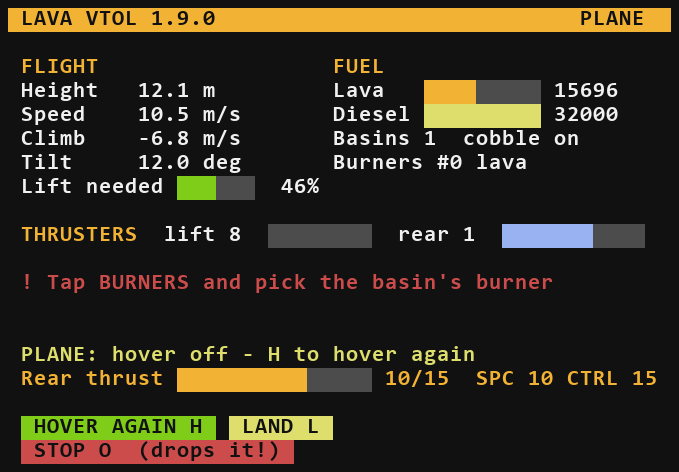 LAVA VTOL 1.9.0 PLANE
FLIGHT FUEL
Height 12.1 m Lava 15696
Speed 10.5 m/s Diesel 32000
Climb -6.8 m/s Basins 1 cobble on
Tilt 12.0 deg Burners #0 lava
Lift needed 46%
THRUSTERS lift 8 rear 1
! Tap BURNERS and pick the basin's burner
PLANE: hover off - H to hover again
Rear thrust 10/15 SPC 10 CTRL 15
HOVER AGAIN H LAND L
STOP O (drops it!)